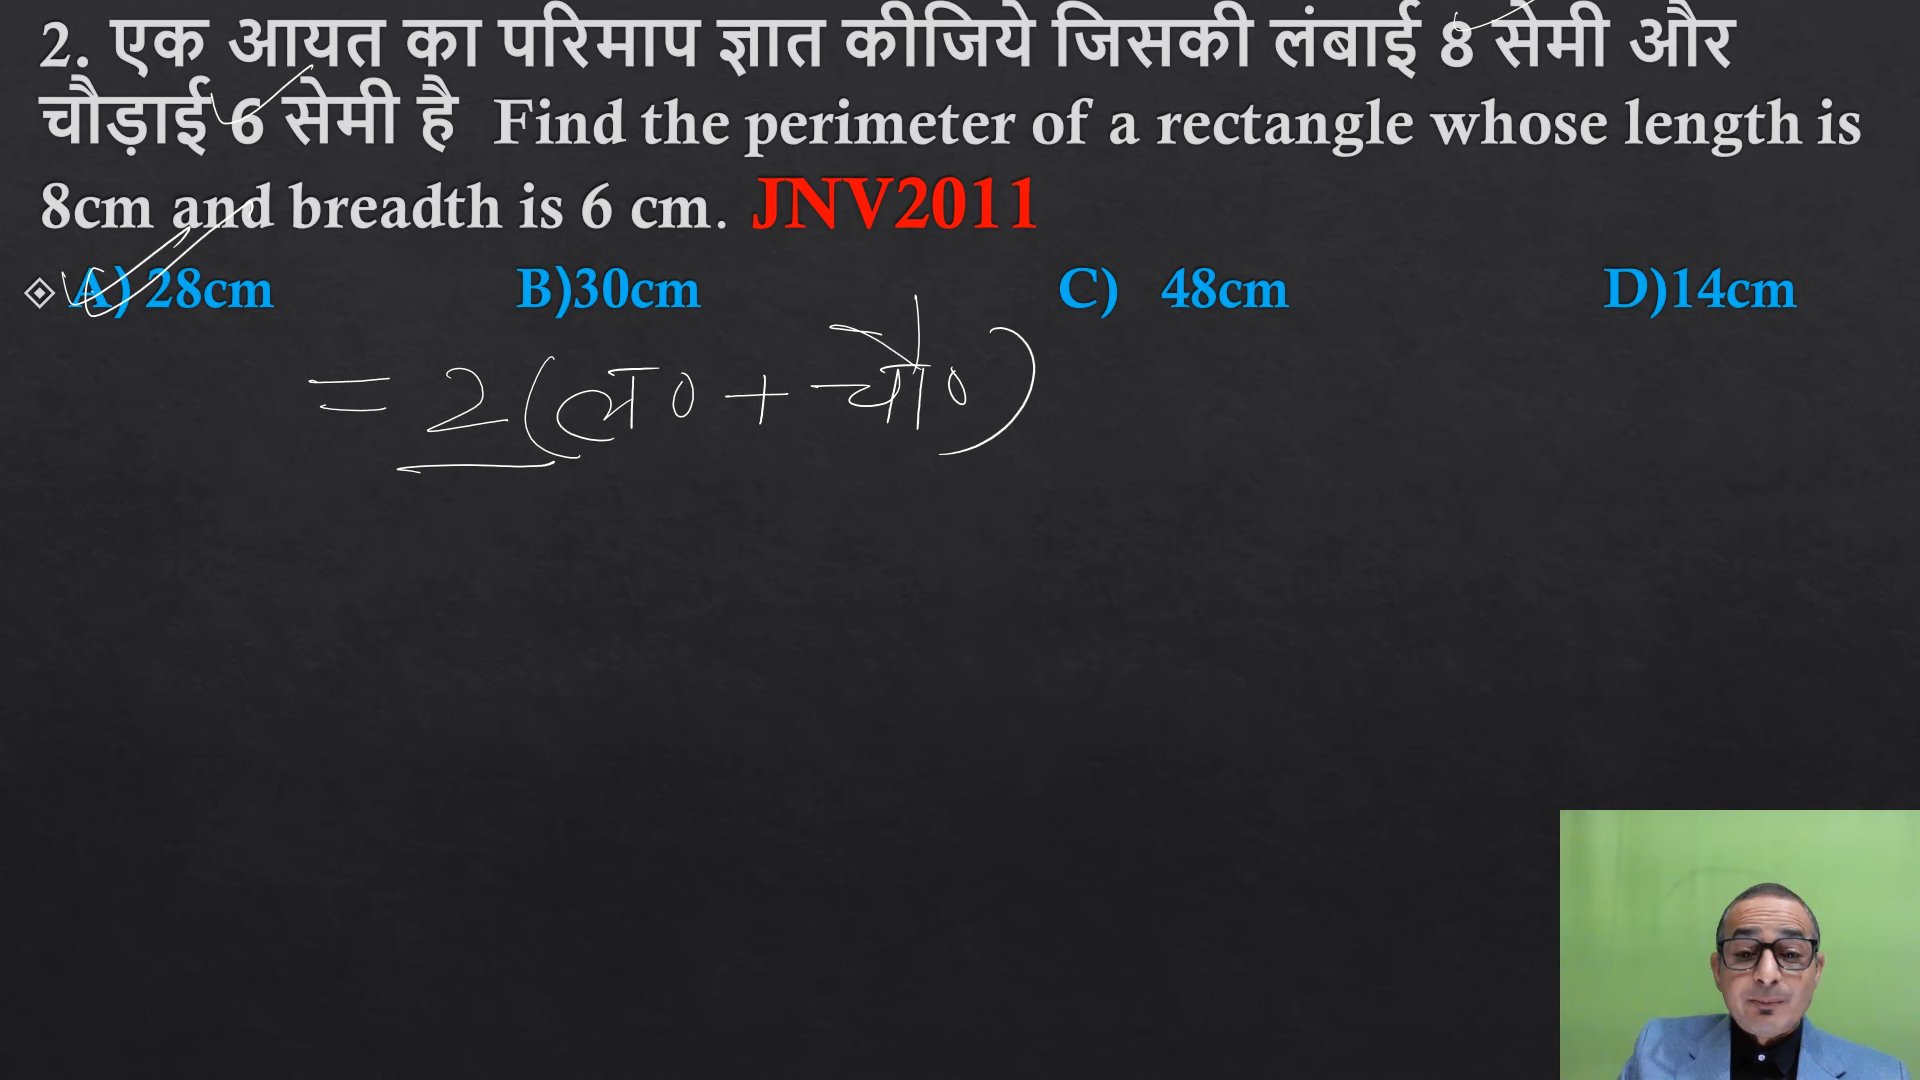 2. एक आयत का परिमाप ज्ञात कीजिये जिसकी लंबाई 8 सेमी और
चौड़ाई 6 सेमी है Find the perimeter of a rectangle whose length is
8cm and breadth is 6 cm. JNV2011
A) 28cm B)30cm C) 48cm D)14cm
= 2(ल० + चौ०)